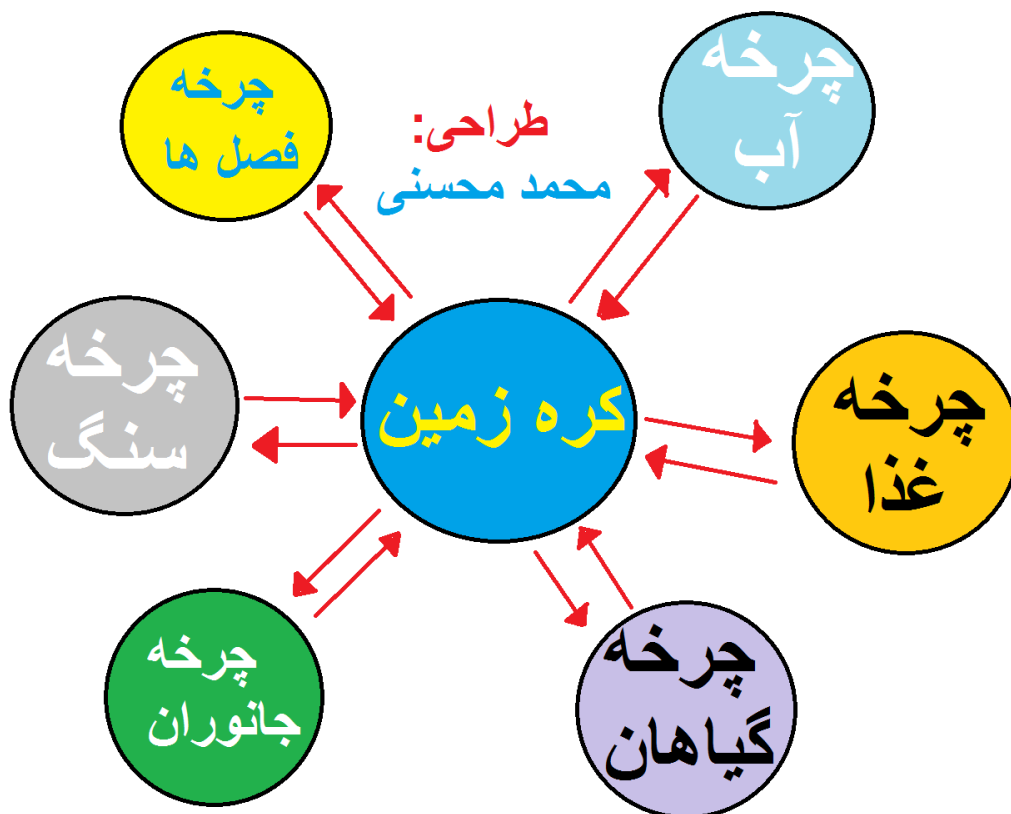 چرخه
آب
طراحی:
محمد محسنی
چرخه
فصل ها
چرخه
غذا
کره زمین
چرخه
سنگ
چرخه
گیاهان
چرخه
جانوران